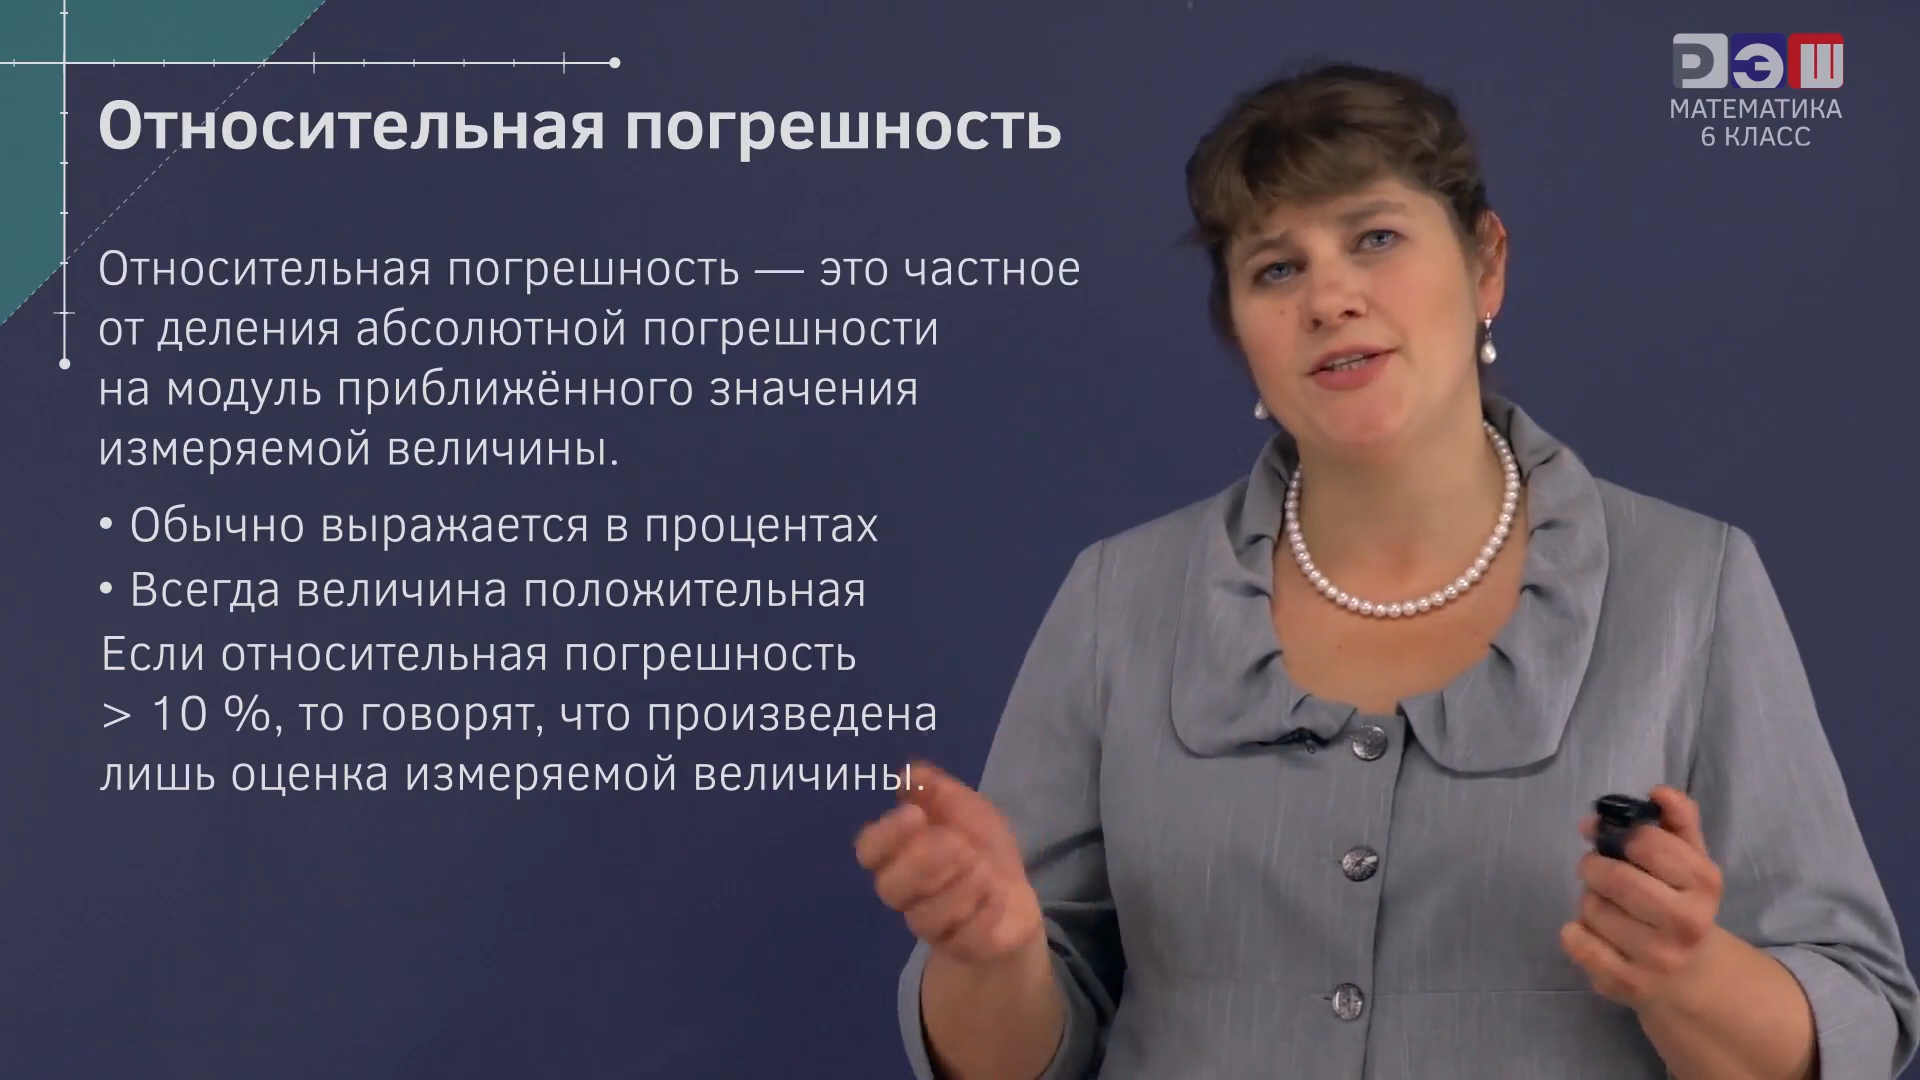 РЭШ
МАТЕМАТИКА
6 КЛАСС
Относительная погрешность
Относительная погрешность — это частное
от деления абсолютной погрешности
на модуль приближённого значения
измеряемой величины.
• Обычно выражается в процентах
• Всегда величина положительная
Если относительная погрешность
> 10 %, то говорят, что произведена
лишь оценка измеряемой величины.